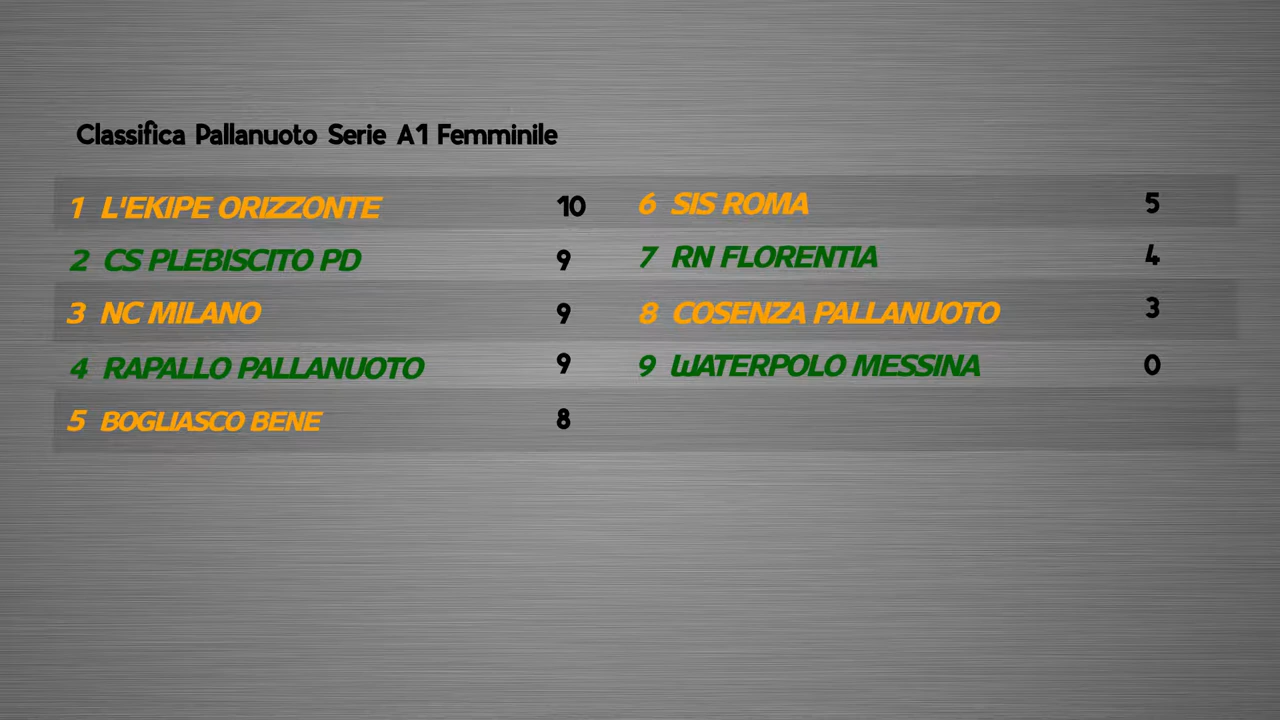 Classifica Pallanuoto Serie A1 Femminile
1 L'EKIPE ORIZZONTE 10
2 CS PLEBISCITO PD 9
3 NC MILANO 9
4 RAPALLO PALLANUOTO 9
5 BOGLIASCO BENE 8
6 SIS ROMA 5
7 RN FLORENTIA 4
8 COSENZA PALLANUOTO 3
9 WATERPOLO MESSINA 0